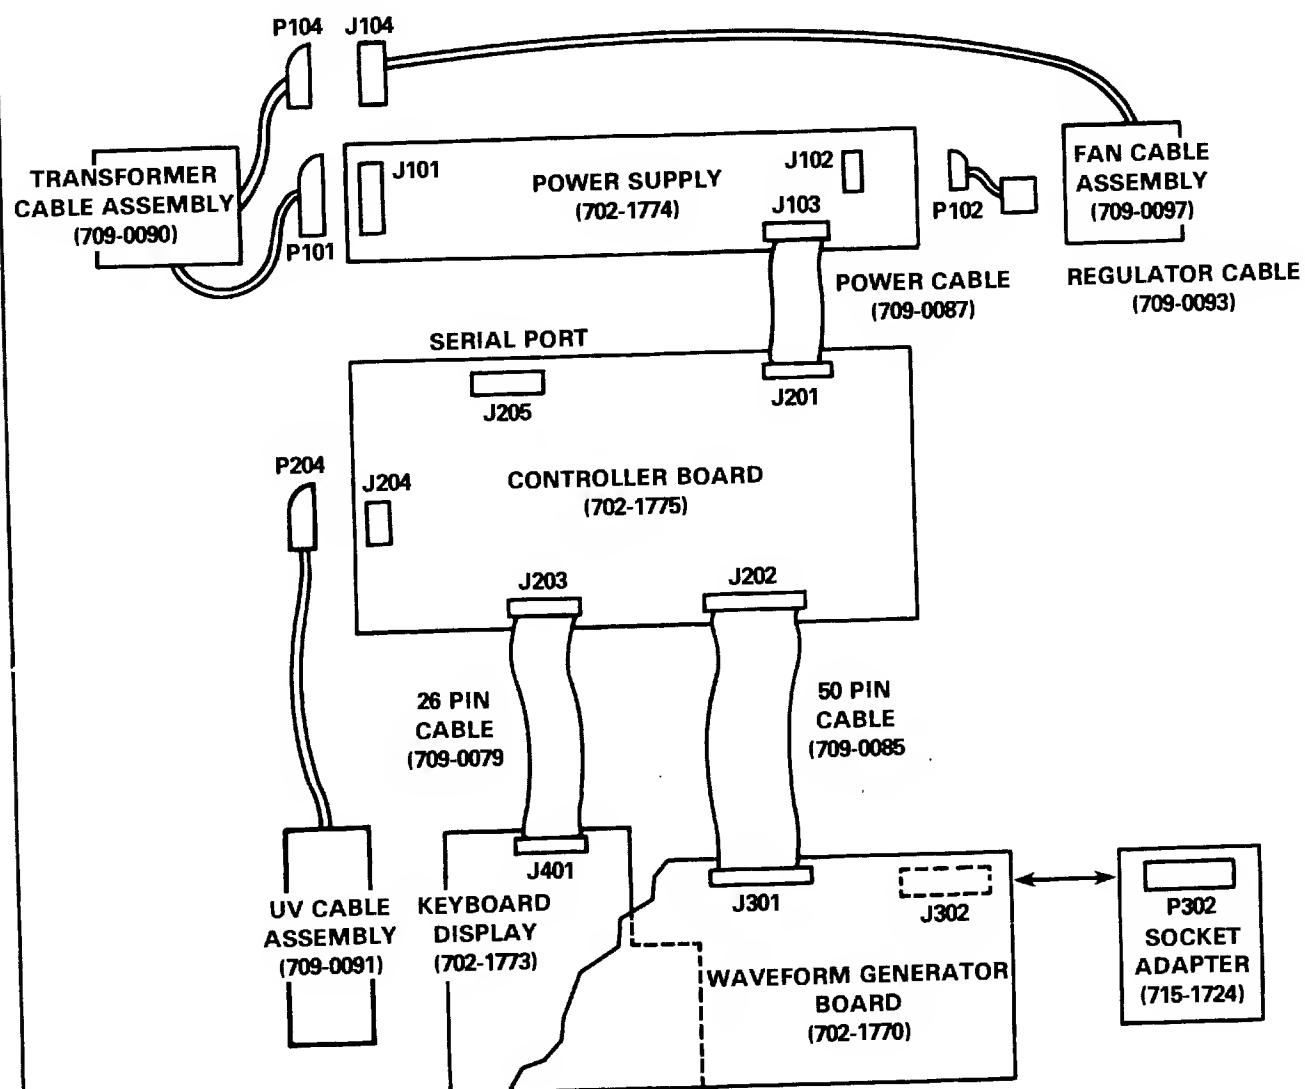 P104
J104
TRANSFORMER
CABLE ASSEMBLY
(709-0090)
P101
J101
POWER SUPPLY
(702-1774)
J102
J103
P102
FAN CABLE
ASSEMBLY
(709-0097)
REGULATOR CABLE
(709-0093)
POWER CABLE
(709-0087)
SERIAL PORT
J205
J201
P204
J204
CONTROLLER BOARD
(702-1775)
J203
J202
26 PIN
CABLE
(709-0079
50 PIN
CABLE
(709-0085
J401
J301
J302
UV CABLE
ASSEMBLY
(709-0091)
KEYBOARD
DISPLAY
(702-1773)
WAVEFORM GENERATOR
BOARD
(702-1770)
P302
SOCKET
ADAPTER
(715-1724)